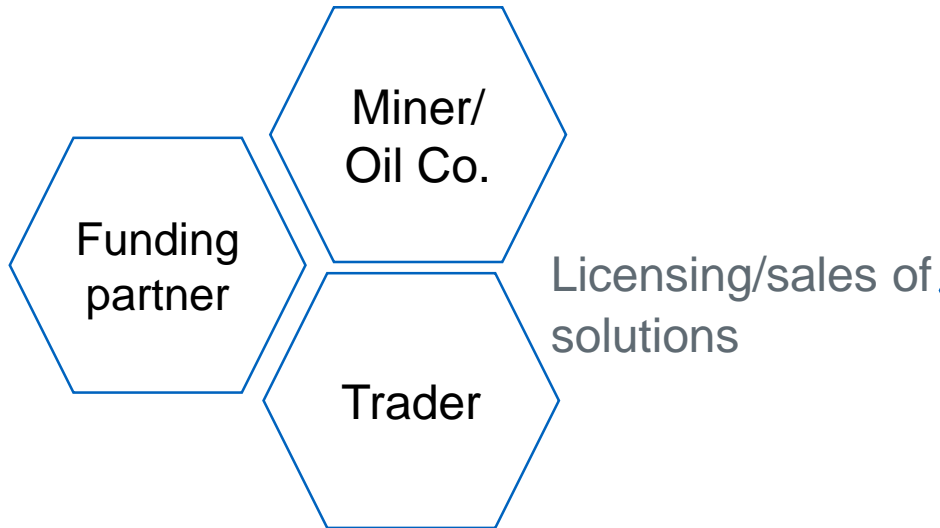 Miner/
Oil Co.
Funding
partner
Licensing/sales of.
solutions
Trader